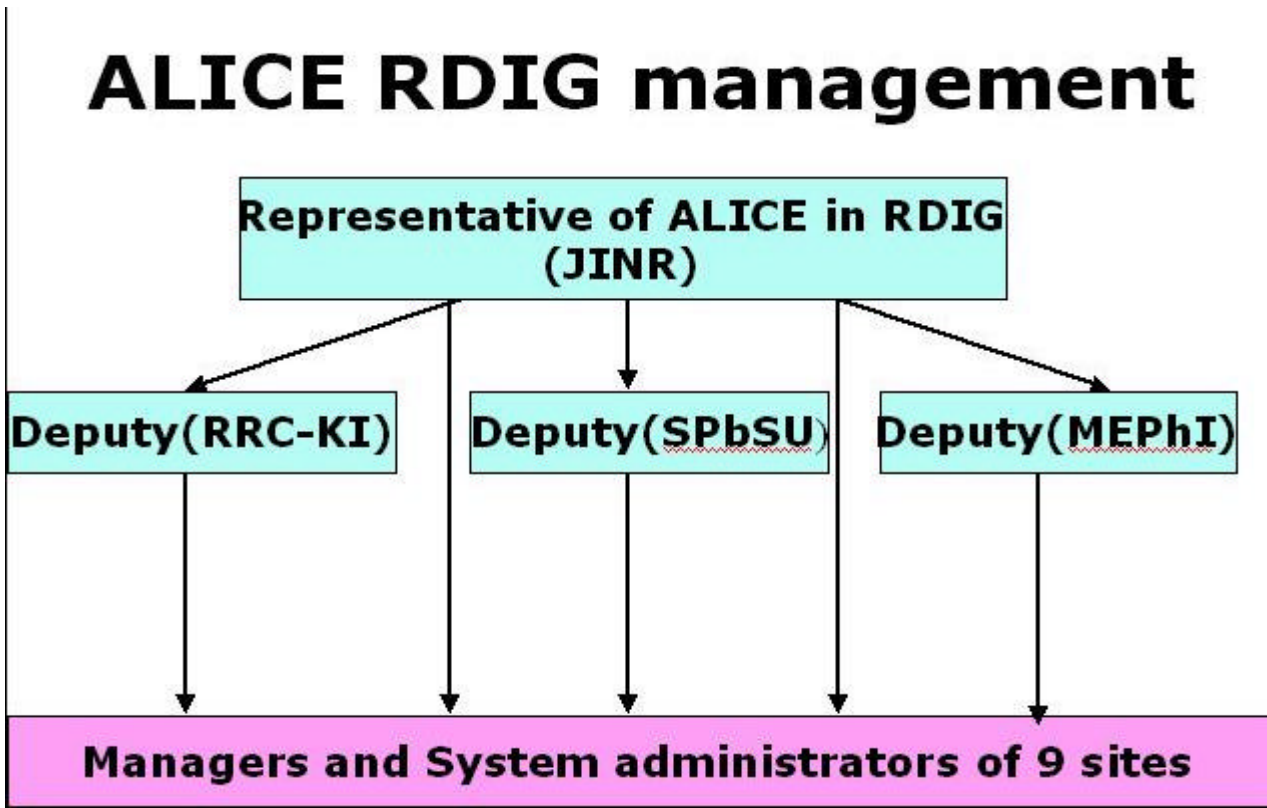 ALICE RDIG management
Representative of ALICE in RDIG
(JINR)
Deputy(RRC-KI)
Deputy(SPbSU)
Deputy(MEPhI)
Managers and System administrators of 9 sites